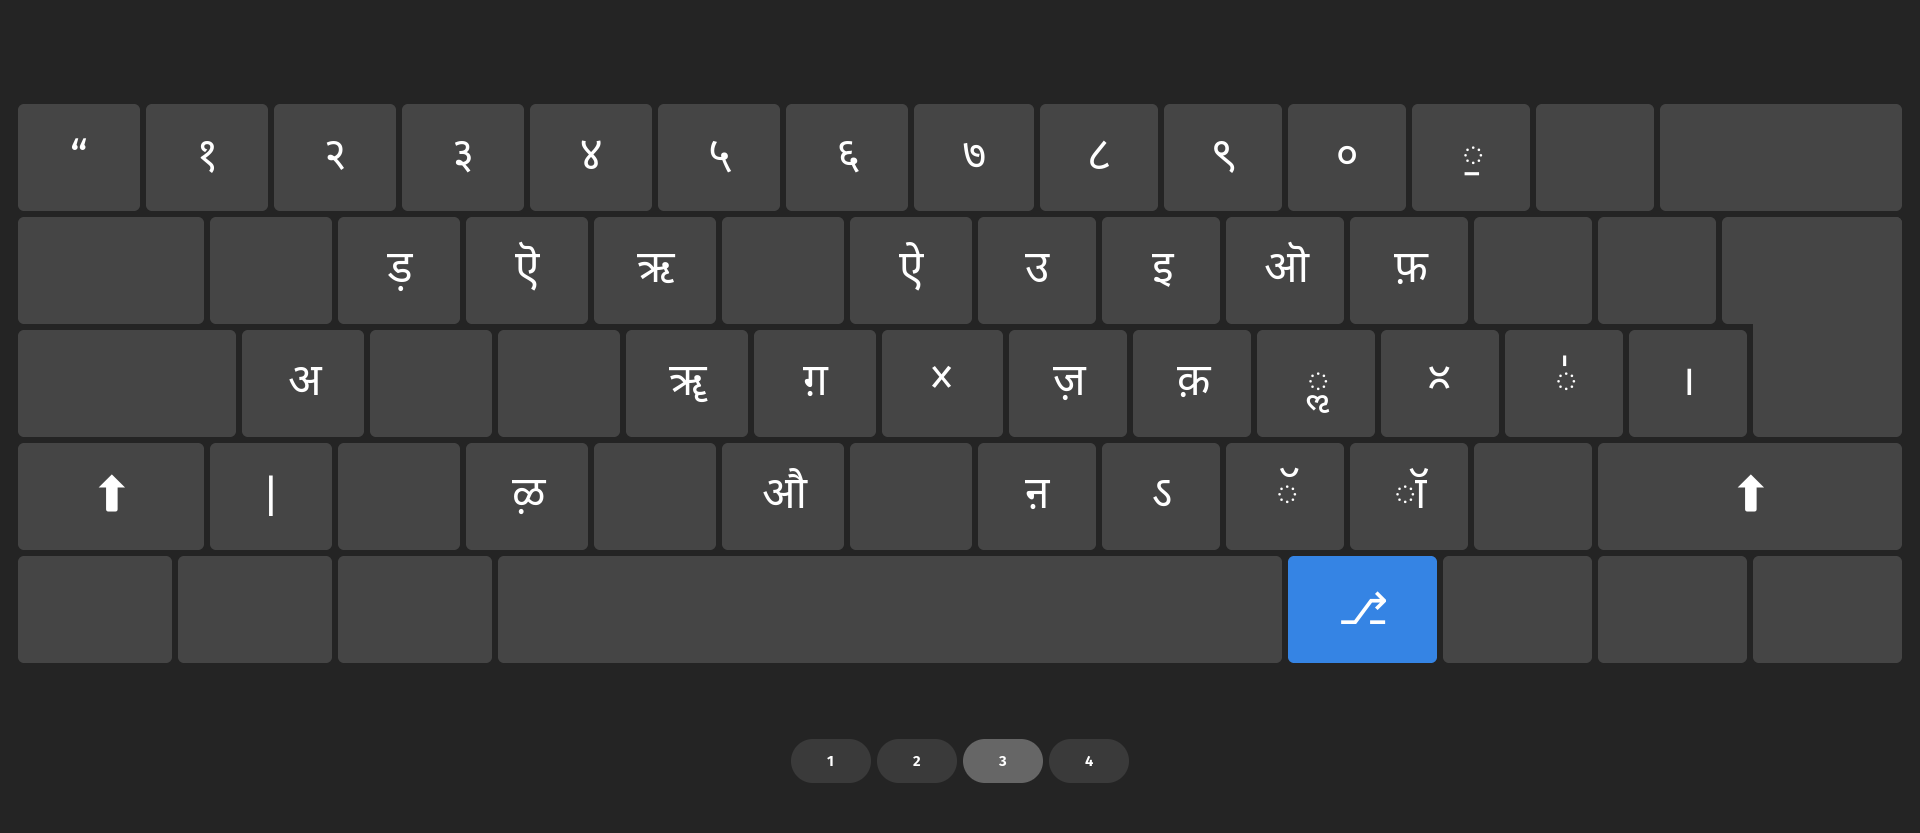 “ १ २ ३ ४ ५ ६ ७ ८ ९ ० ॒
ड़ ऎ ऋ ऐ उ इ ऒ फ़
अ ॠ ग़ × ज़ क़ ॢ ॑ ।
⬆ | ऴ औ ऩ ऽ ॅ ॉ ⬆
⎇
1 2 3 4